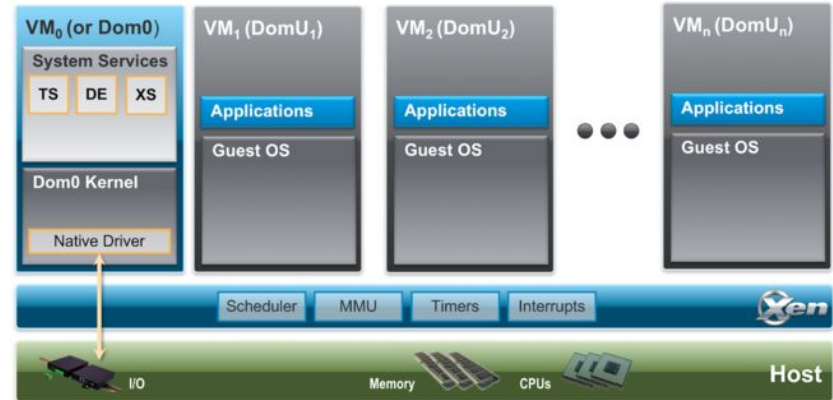 VM₀ (or Dom0)
System Services
TS DE XS
Dom0 Kernel
Native Driver
VM₁ (DomU₁)
Applications
Guest OS
VM₂ (DomU₂)
Applications
Guest OS
VMₙ (DomUₙ)
Applications
Guest OS
Scheduler MMU Timers Interrupts
Xen
I/O Memory CPUs Host